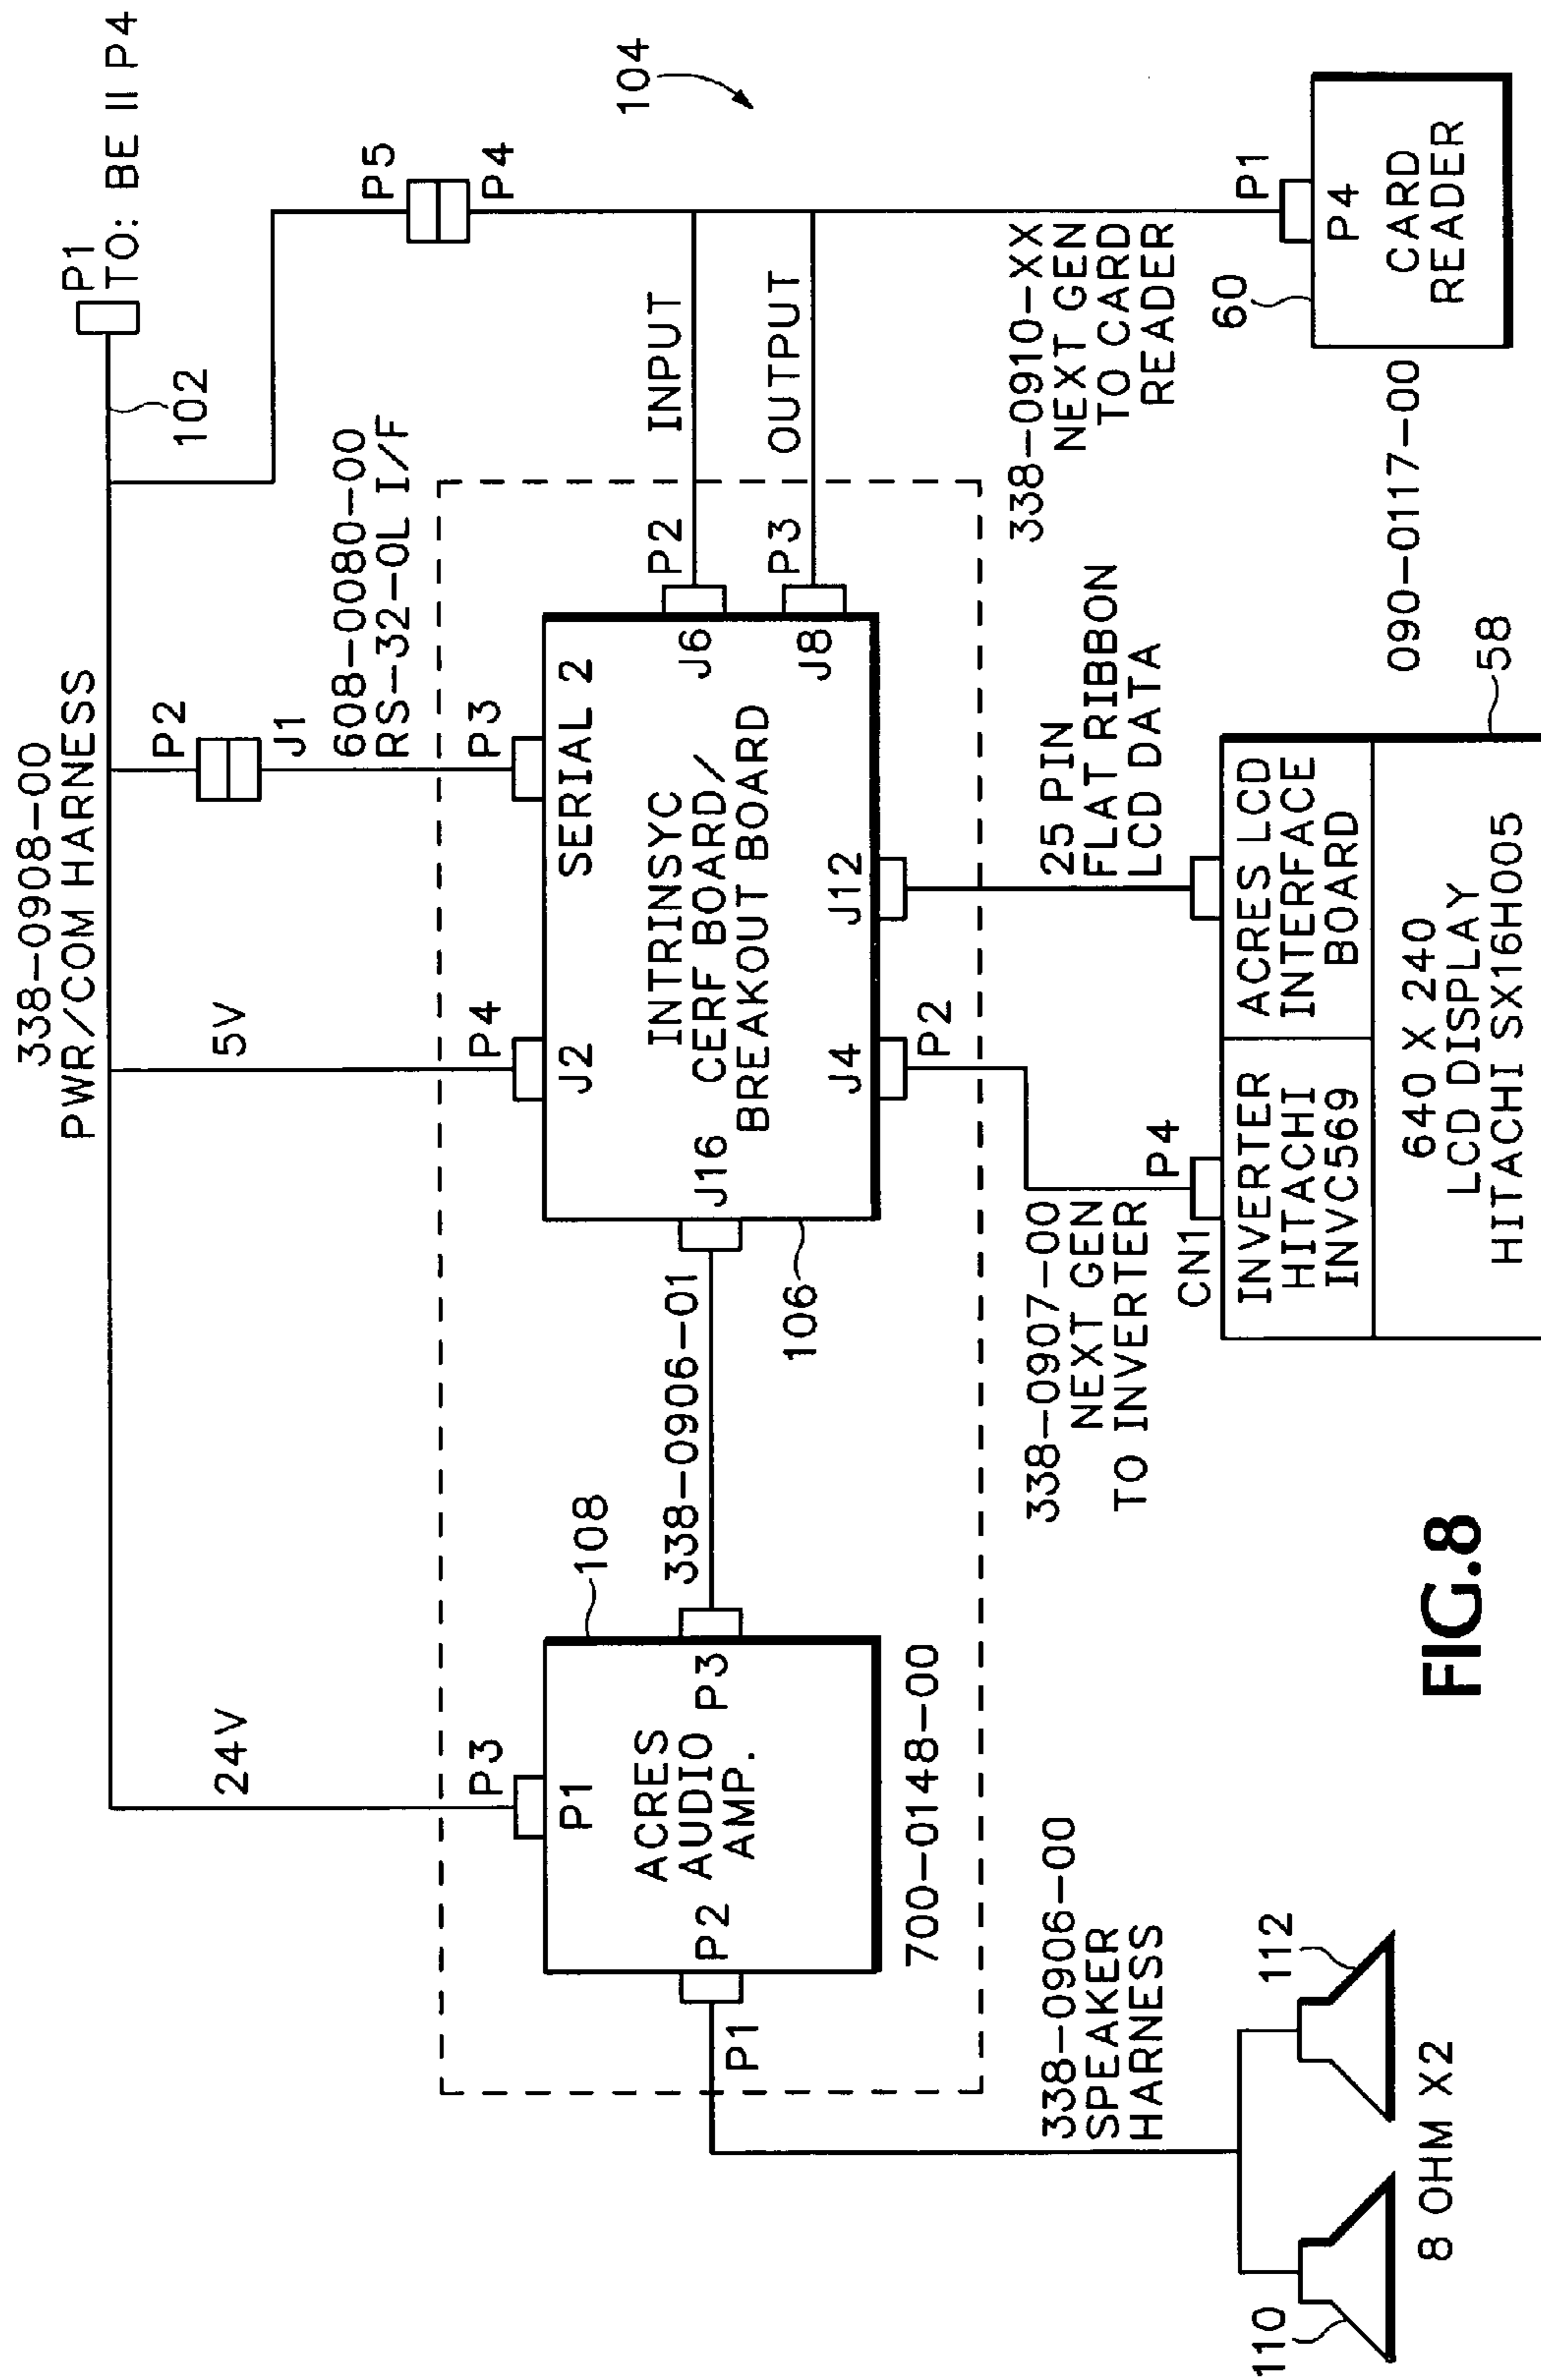 338-0908-00
PWR/COM HARNESS
P1
TO: BE II P4
102
24V
5V
P2
J1
608-0080-00
RS-32-0L I/F
P5
P4
104
P3
P1
ACRES
AUDIO
AMP.
P2
P3
P1
108
700-0148-00
338-0906-01
P4
J2
P3
SERIAL 2
INTRINSYC
CERF BOARD/
BREAKOUT BOARD
J16
J6
J8
J4
J12
P2
P3
INPUT
OUTPUT
106
P2
338-0906-00
SPEAKER
HARNESS
110
112
8 OHM X2
338-0907-00
NEXT GEN
TO INVERTER
CN1
P4
INVERTER
HITACHI
INVC569
25 PIN
FLAT RIBBON
LCD DATA
ACRES LCD
INTERFACE
BOARD
640 X 240
LCD DISPLAY
HITACHI SX16H005
58
338-0910-XX
NEXT GEN
TO CARD
READER
60
P1
P4
CARD
READER
090-0117-00
FIG.8